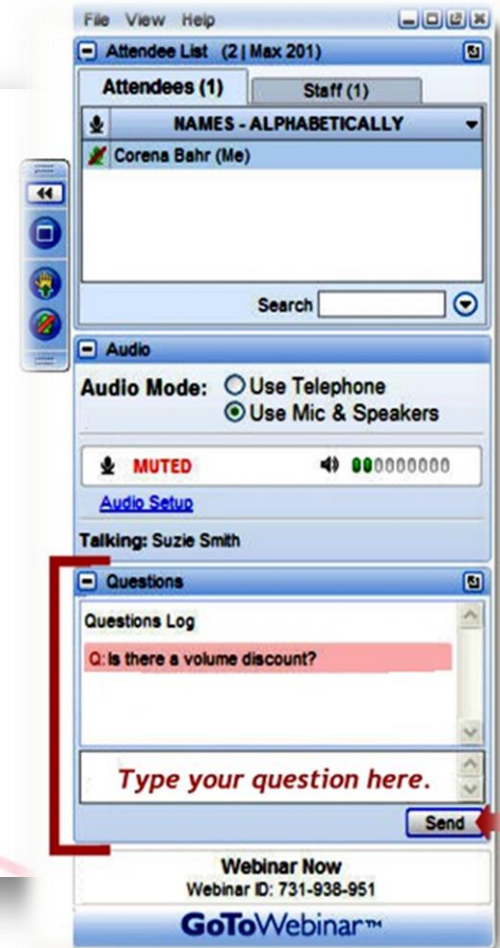 File View Help
Attendee List (2 | Max 201)
Attendees (1) Staff (1)
NAMES - ALPHABETICALLY
Corena Bahr (Me)
Search
Audio
Audio Mode: Use Telephone
Use Mic & Speakers
MUTED 000000000
Audio Setup
Talking: Suzie Smith
Questions
Questions Log
Q: Is there a volume discount?
Type your question here.
Send
Webinar Now
Webinar ID: 731-938-951
GoToWebinar™